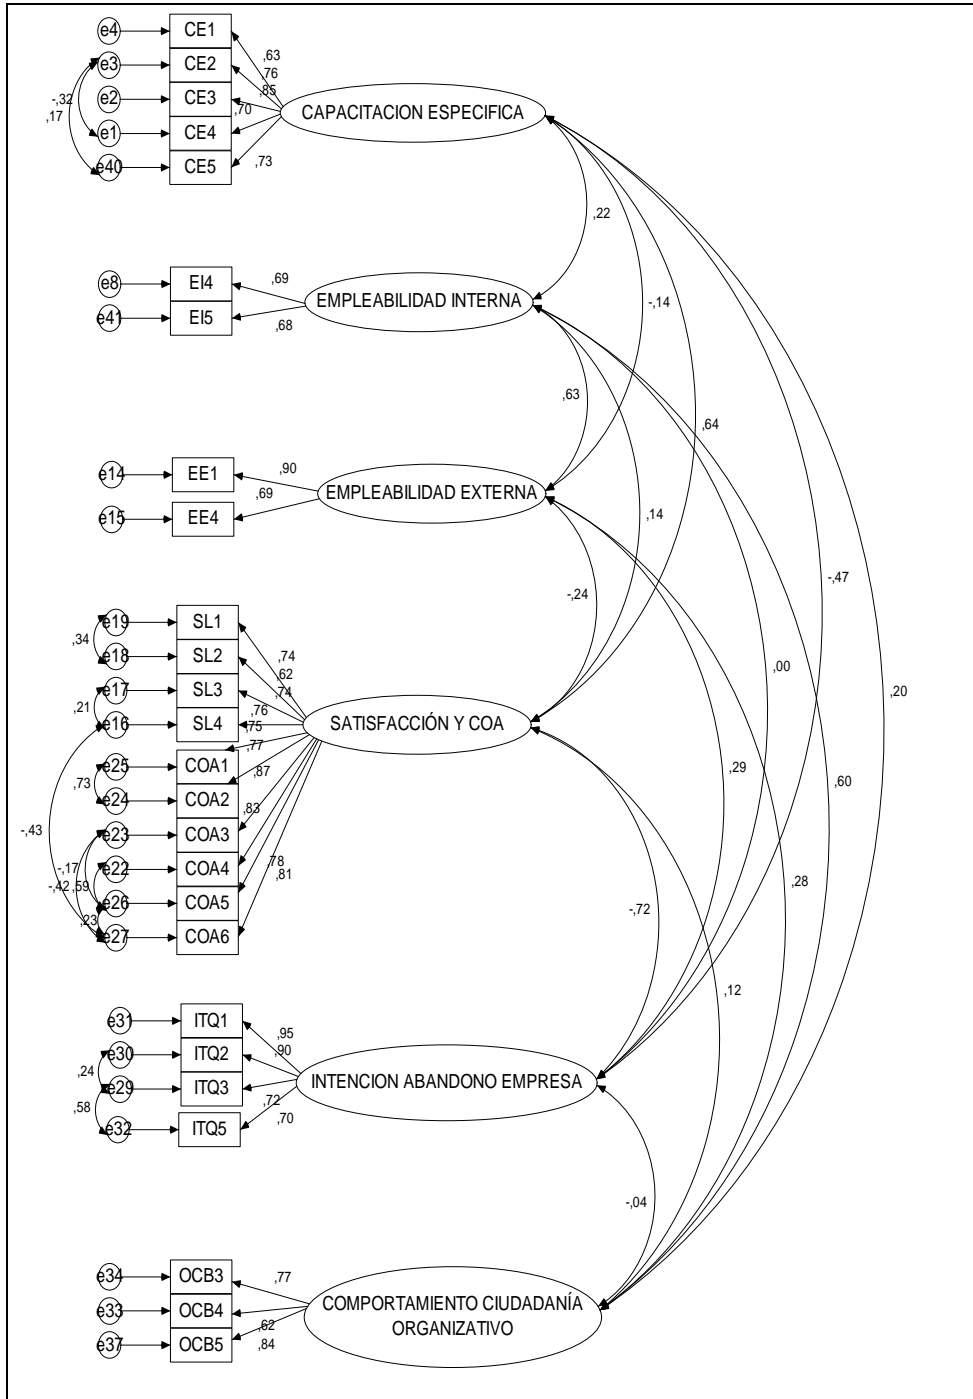 e4
CE1
,63
e3
CE2
,76
,85
e2
CE3
,70
-,32
,17
CAPACITACION ESPECIFICA
e1
CE4
e40
CE5
,73
,22
e8
EI4
,69
EMPLEABILIDAD INTERNA
-,14
e41
EI5
,68
,63
,64
e14
EE1
,90
EMPLEABILIDAD EXTERNA
e15
EE4
,69
,14
-,24
-,47
e19
SL1
,34
e18
SL2
,74
,62
e17
SL3
,74
,00
,21
e16
SL4
,76
,75
SATISFACCIÓN Y COA
,20
,77
e25
COA1
,87
,29
,73
e24
COA2
,60
-,43
e23
COA3
,83
-,17
e22
COA4
,78
,81
-,42
,59
e26
COA5
,28
,23
e27
COA6
-,72
,12
e31
ITQ1
,95
e30
ITQ2
,90
,24
INTENCION ABANDONO EMPRESA
e29
ITQ3
,72
,58
e32
ITQ5
,70
-,04
e34
OCB3
,77
COMPORTAMIENTO CIUDADANÍA
ORGANIZATIVO
e33
OCB4
,62
e37
OCB5
,84